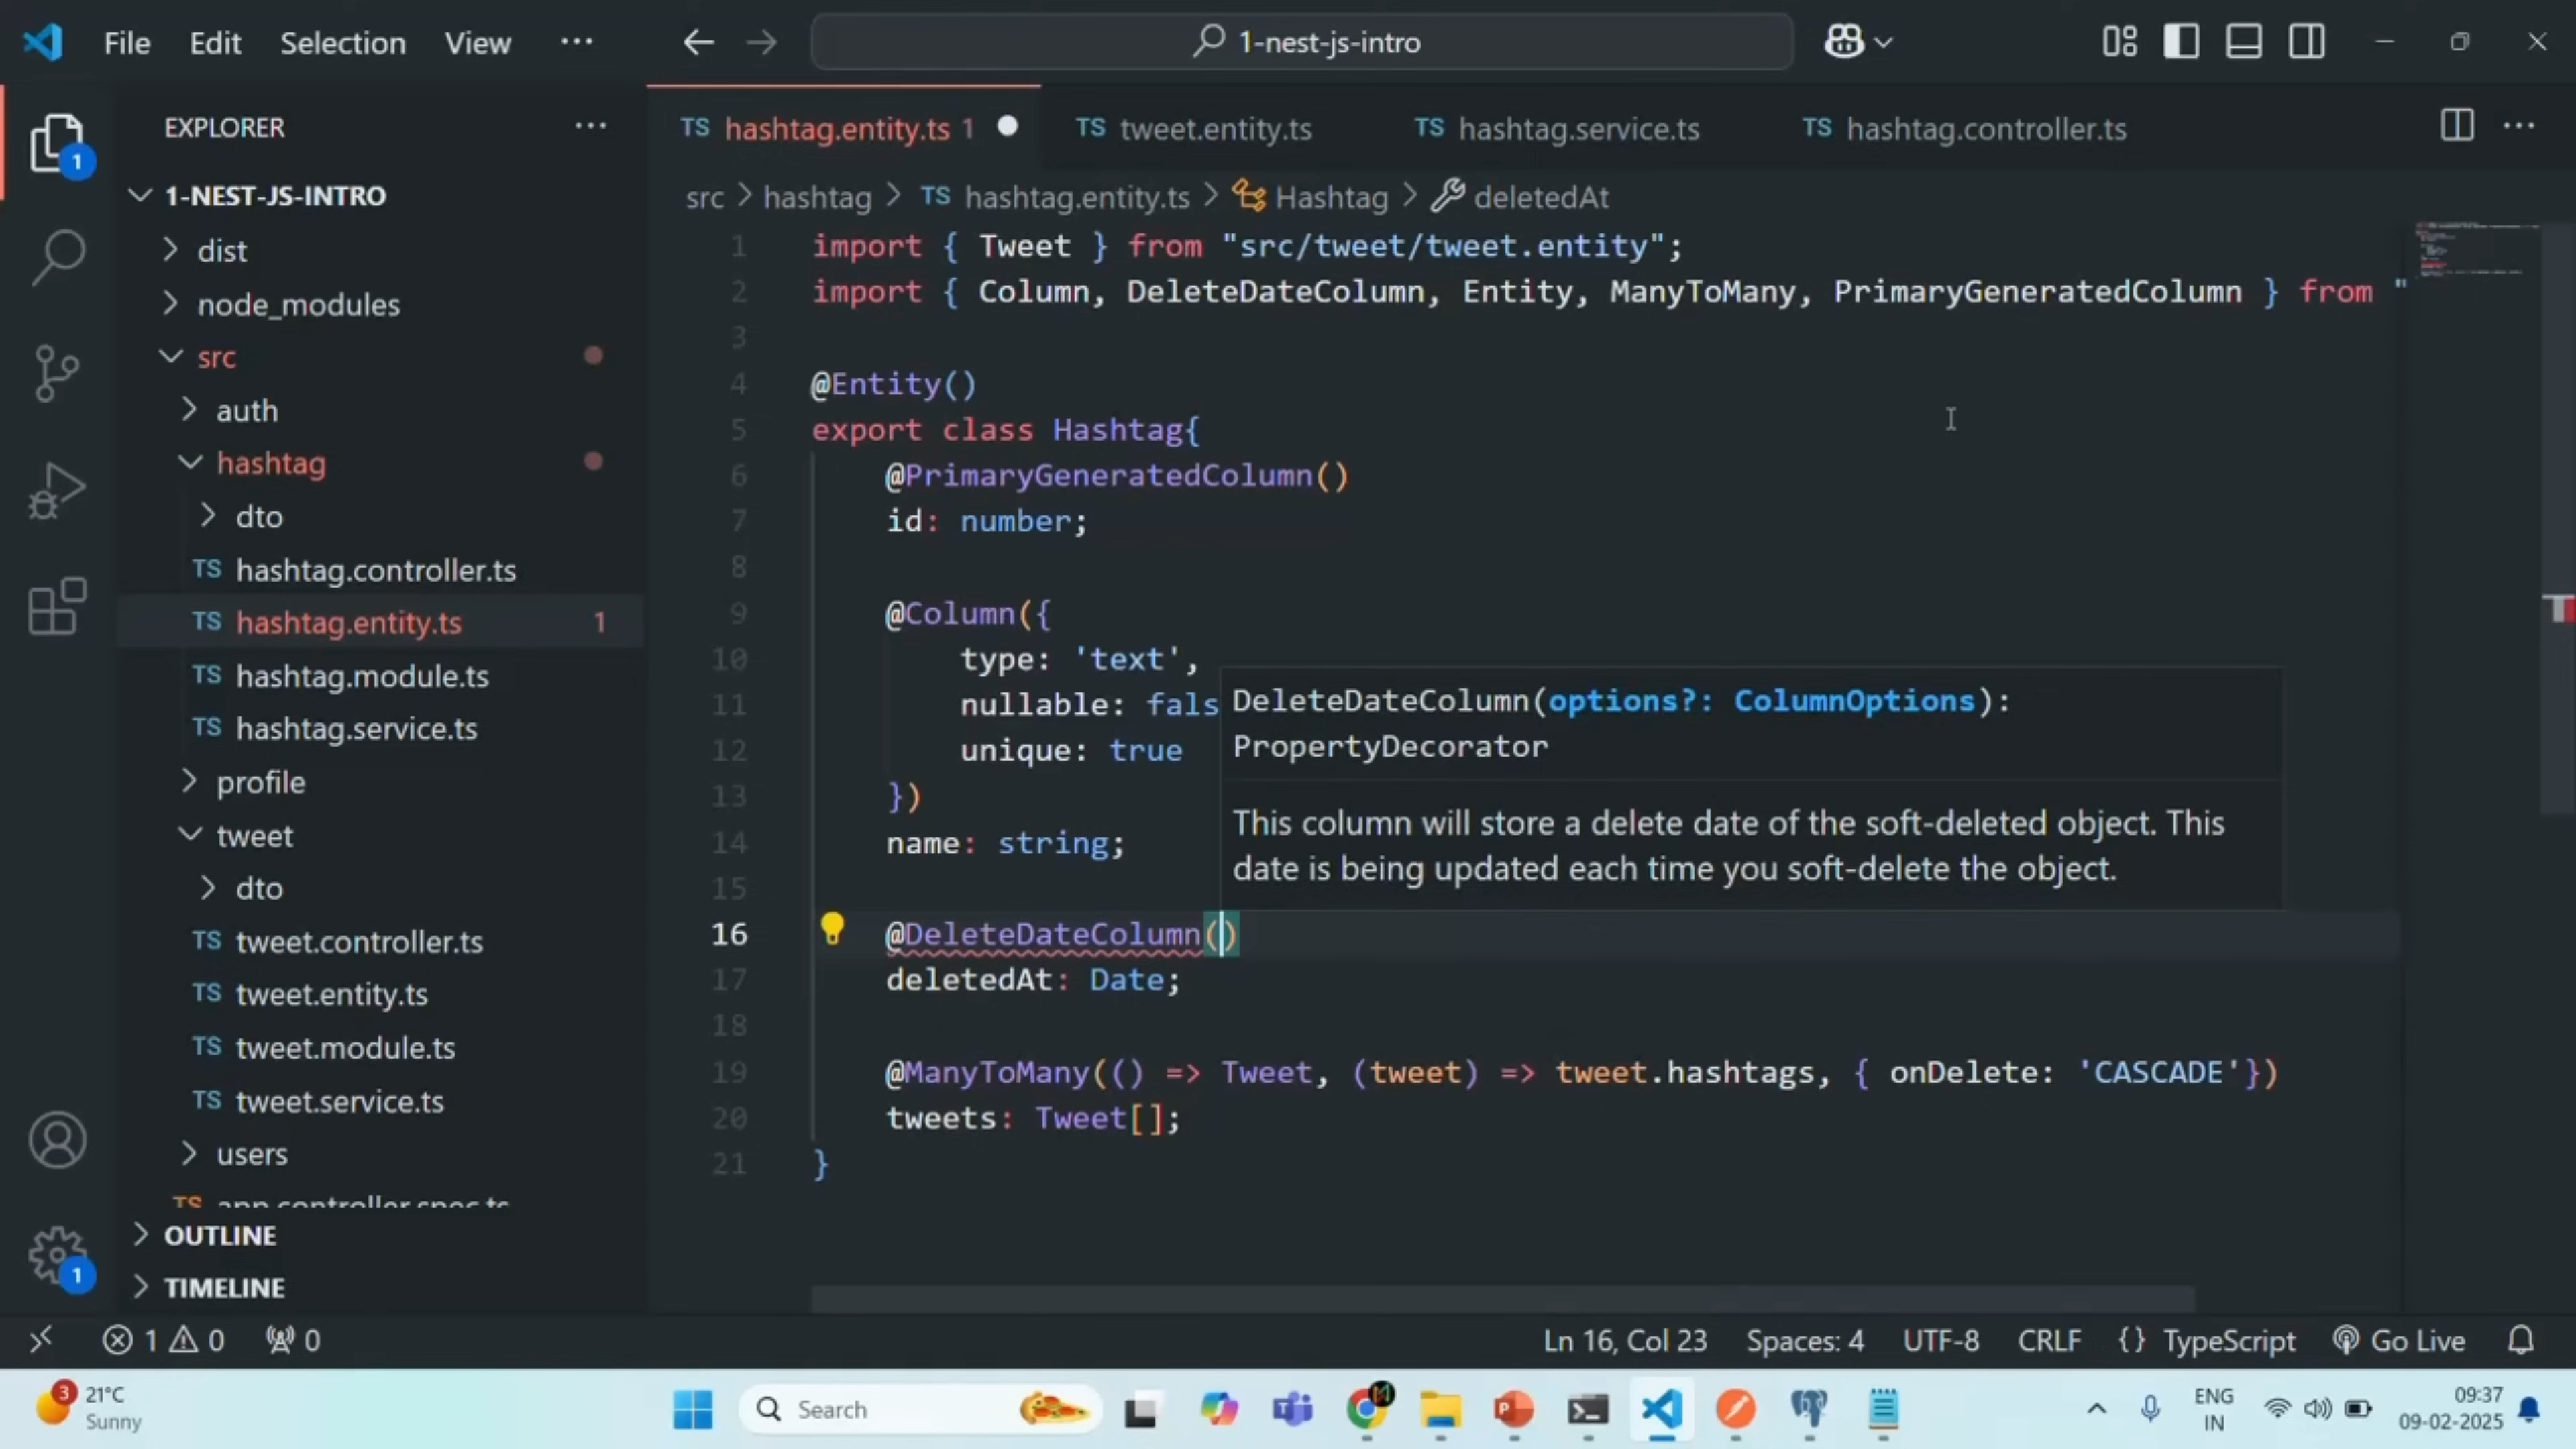 File Edit Selection View ··· 1-nest-js-intro
EXPLORER ···
1
1-NEST-JS-INTRO
dist
node_modules
src
auth
hashtag
dto
TS hashtag.controller.ts
TS hashtag.entity.ts 1
TS hashtag.module.ts
TS hashtag.service.ts
profile
tweet
dto
TS tweet.controller.ts
TS tweet.entity.ts
TS tweet.module.ts
TS tweet.service.ts
users
TS app.controller.spec.ts
OUTLINE
TIMELINE
1
TS hashtag.entity.ts 1 TS tweet.entity.ts TS hashtag.service.ts TS hashtag.controller.ts ···
src > hashtag > TS hashtag.entity.ts > Hashtag > deletedAt
1 import { Tweet } from "src/tweet/tweet.entity";
2 import { Column, DeleteDateColumn, Entity, ManyToMany, PrimaryGeneratedColumn } from "
3
4 @Entity()
5 export class Hashtag{
6 @PrimaryGeneratedColumn()
7 id: number;
8
9 @Column({
10 type: 'text',
11 nullable: fals
12 unique: true
13 })
14 name: string;
15
DeleteDateColumn(options?: ColumnOptions):
PropertyDecorator
This column will store a delete date of the soft-deleted object. This
date is being updated each time you soft-delete the object.
16 @DeleteDateColumn()
17 deletedAt: Date;
18
19 @ManyToMany(() => Tweet, (tweet) => tweet.hashtags, { onDelete: 'CASCADE'})
20 tweets: Tweet[];
21 }
1 0 0 Ln 16, Col 23 Spaces: 4 UTF-8 CRLF {} TypeScript Go Live
3 21°C
Sunny
Search
ENG
IN
09:37
09-02-2025